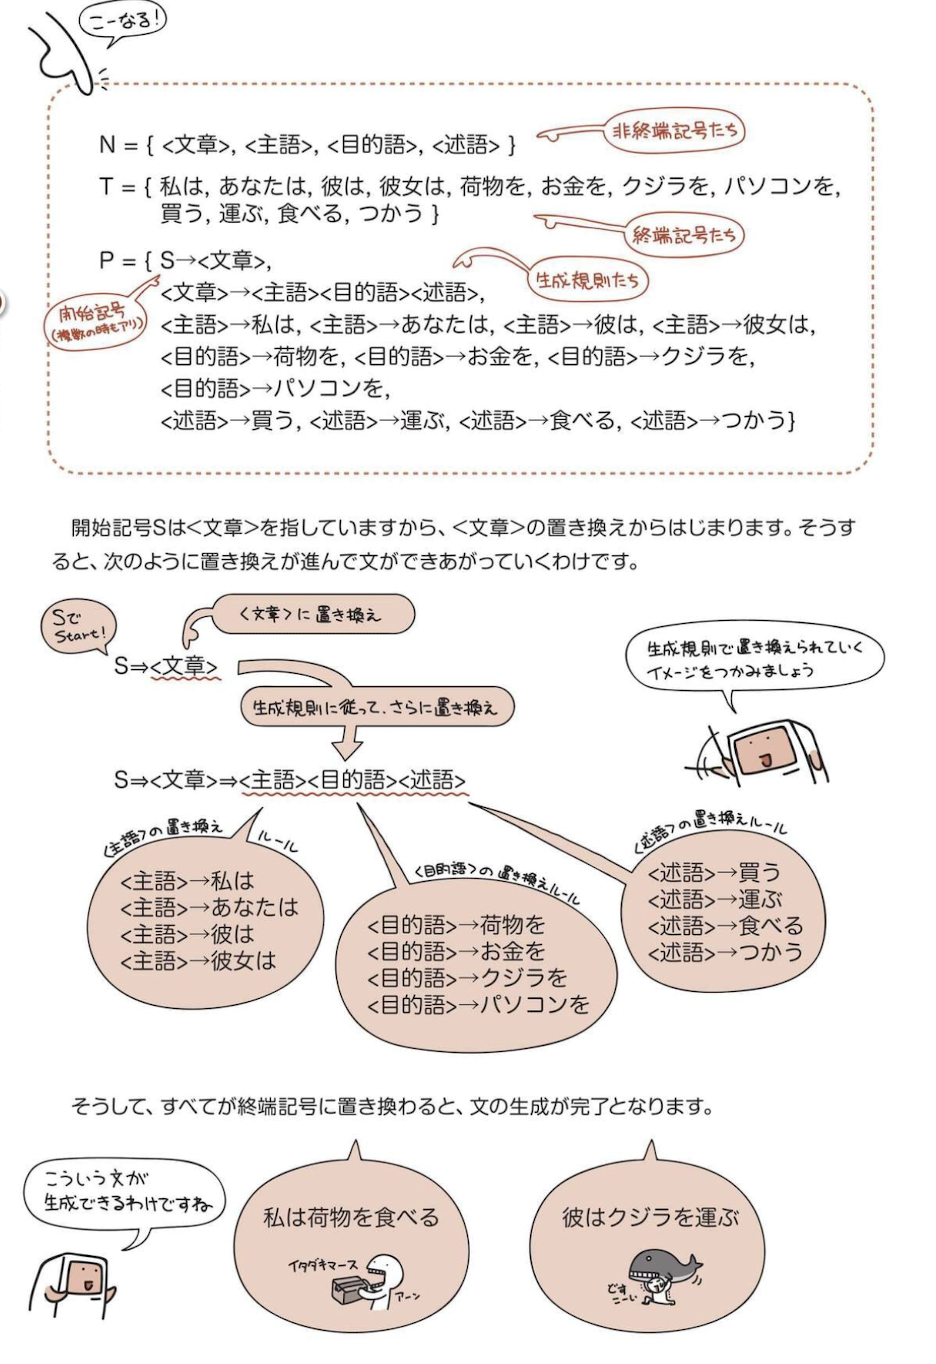 こーなる!
N = { <文章>, <主語>, <目的語>, <述語> }
非終端記号たち
T = { 私は, あなたは, 彼は, 彼女は, 荷物を, お金を, クジラを, パソコンを,
買う, 運ぶ, 食べる, つかう }
終端記号たち
P = { S→<文章>,
生成規則たち
開始記号
(複数の時もアリ)
<文章>→<主語><目的語><述語>,
<主語>→私は, <主語>→あなたは, <主語>→彼は, <主語>→彼女は,
<目的語>→荷物を, <目的語>→お金を, <目的語>→クジラを,
<目的語>→パソコンを,
<述語>→買う, <述語>→運ぶ, <述語>→食べる, <述語>→つかう}
開始記号Sは<文章>を指していますから、<文章>の置き換えからはじまります。そうす
ると、次のように置き換えが進んで文ができあがっていくわけです。
Sで
Start!
<文章>に置き換え
S⇒<文章>
生成規則に従って、さらに置き換え
生成規則で置き換えられていく
イメージをつかみましょう
S⇒<文章>⇒<主語><目的語><述語>
<主語>の置き換えルール
<主語>→私は
<主語>→あなたは
<主語>→彼は
<主語>→彼女は
<目的語>の置き換えルール
<目的語>→荷物を
<目的語>→お金を
<目的語>→クジラを
<目的語>→パソコンを
<述語>の置き換えルール
<述語>→買う
<述語>→運ぶ
<述語>→食べる
<述語>→つかう
そうして、すべてが終端記号に置き換わると、文の生成が完了となります。
こういう文が
生成できるわけですね
私は荷物を食べる
イタダキマース
アーン
彼はクジラを運ぶ
どす
こーい